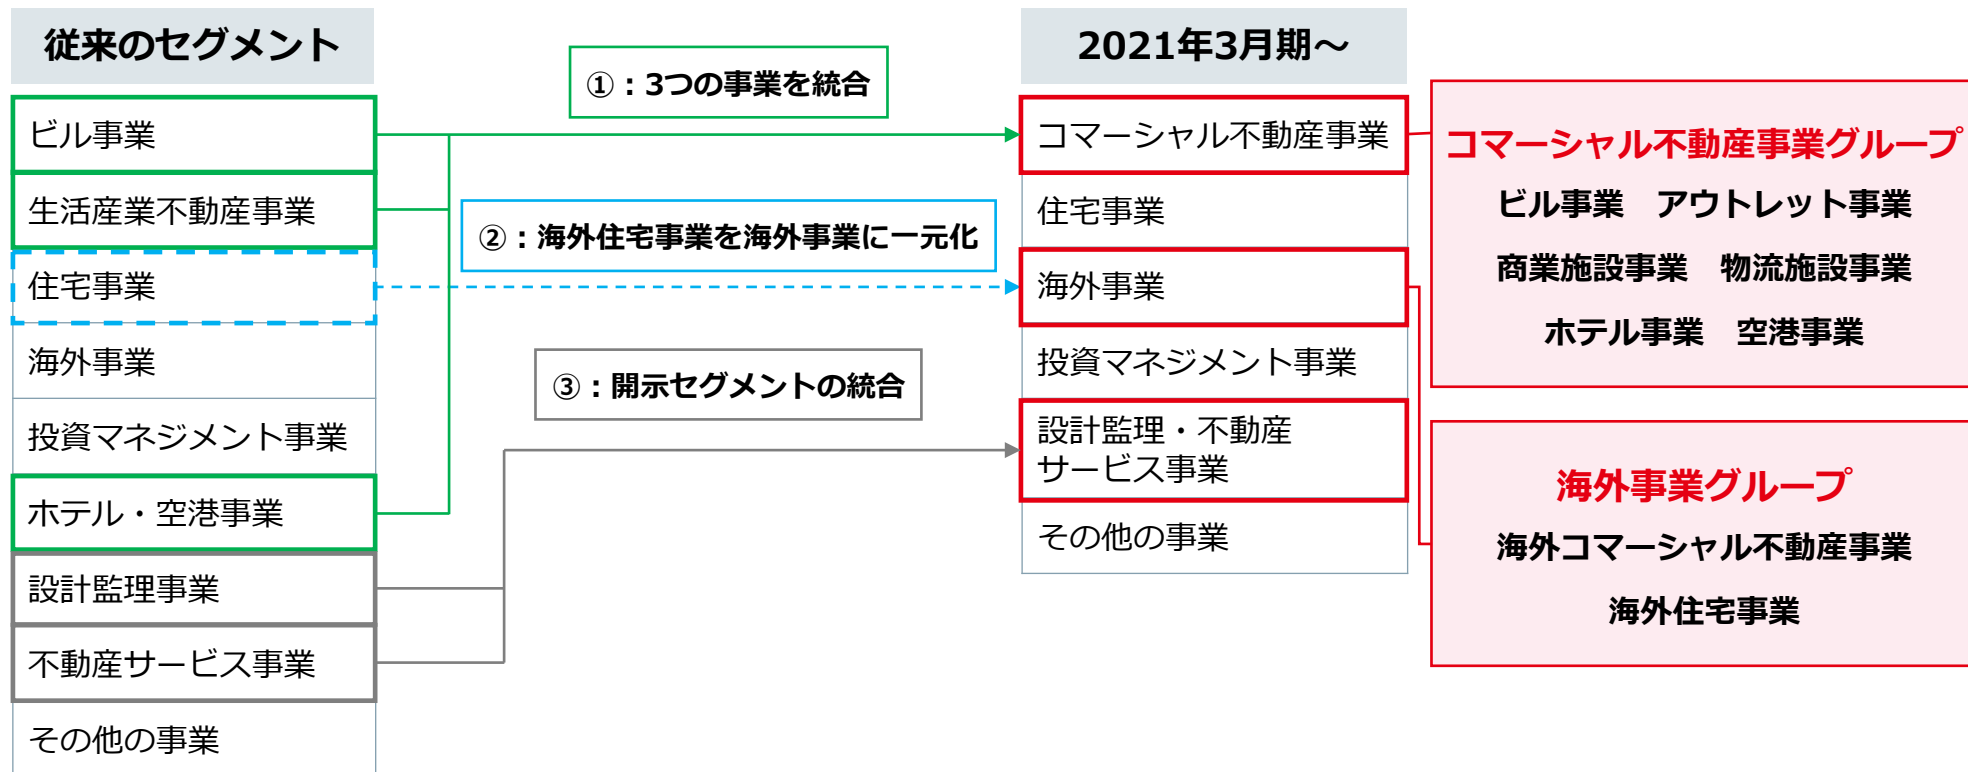 従来のセグメント
ビル事業
生活産業不動産事業
住宅事業
海外事業
投資マネジメント事業
ホテル・空港事業
設計監理事業
不動産サービス事業
その他の事業
①：3つの事業を統合
②：海外住宅事業を海外事業に一元化
③：開示セグメントの統合
2021年3月期～
コマーシャル不動産事業
住宅事業
海外事業
投資マネジメント事業
設計監理・不動産
サービス事業
その他の事業
コマーシャル不動産事業グループ
ビル事業　アウトレット事業
商業施設事業　物流施設事業
ホテル事業　空港事業
海外事業グループ
海外コマーシャル不動産事業
海外住宅事業